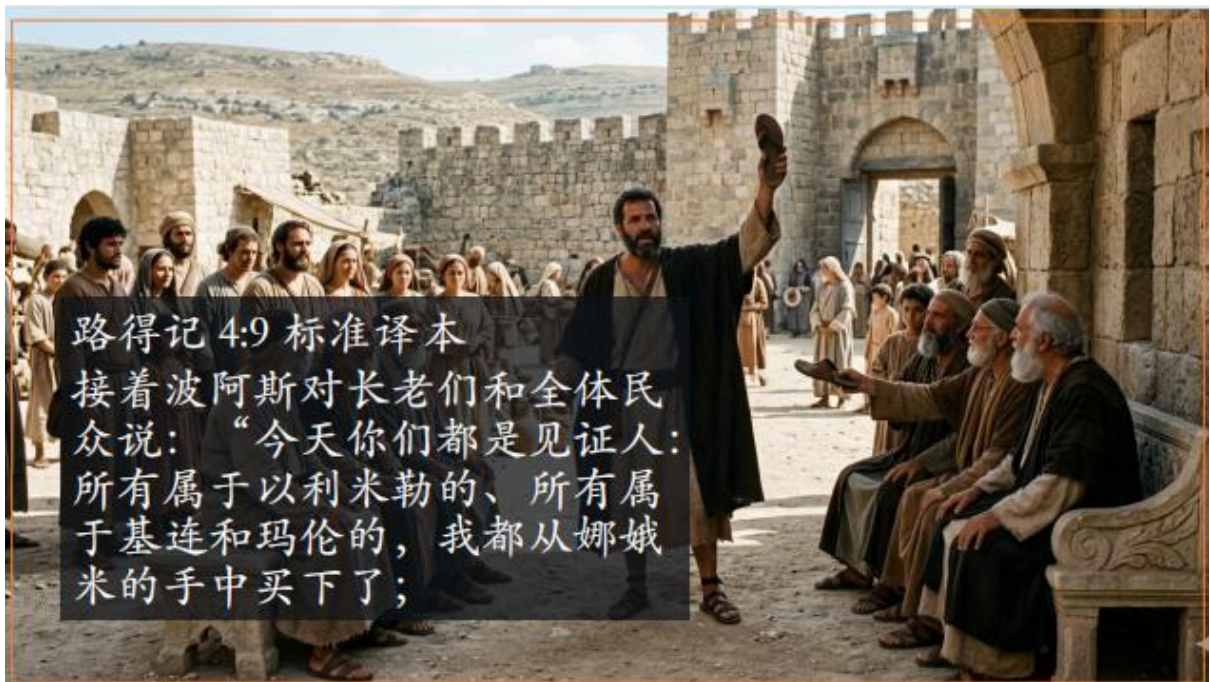 路得记 4:9 标准译本
接着波阿斯对长老们和全体民
众说：“今天你们都是见证人：
所有属于以利米勒的、所有属
于基连和玛伦的，我都从娜娥
米的手中买下了；